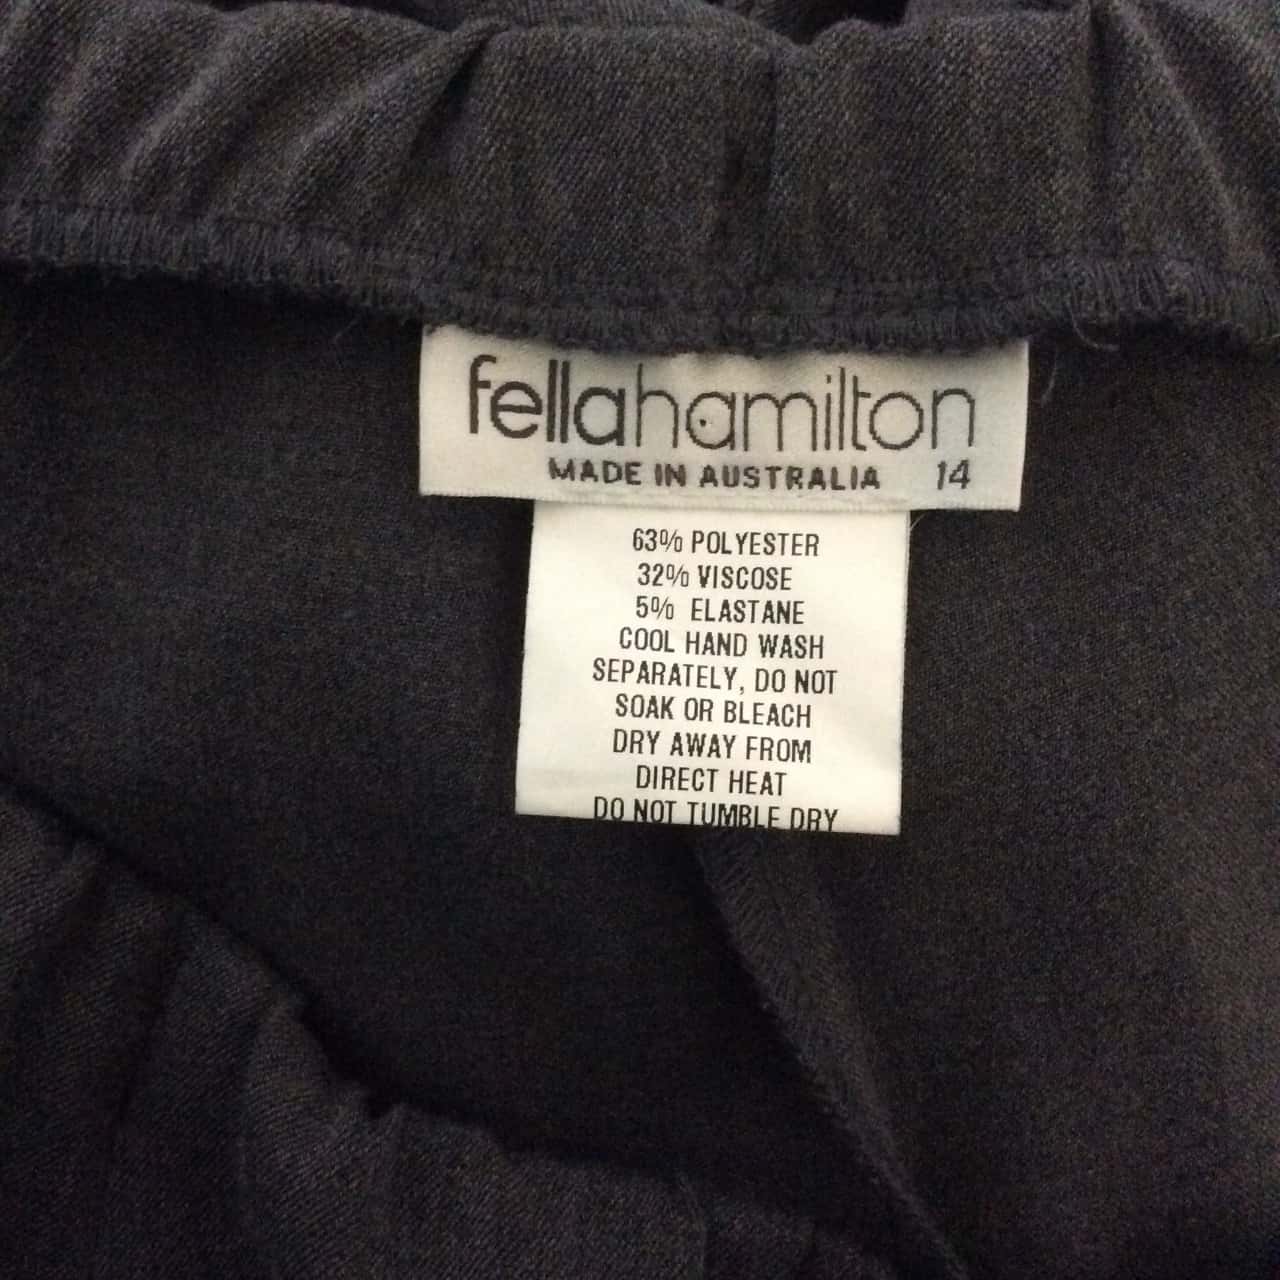 fellahamilton
MADE IN AUSTRALIA 14
63% POLYESTER
32% VISCOSE
5% ELASTANE
COOL HAND WASH
SEPARATELY, DO NOT
SOAK OR BLEACH
DRY AWAY FROM
DIRECT HEAT
DO NOT TUMBLE DRY